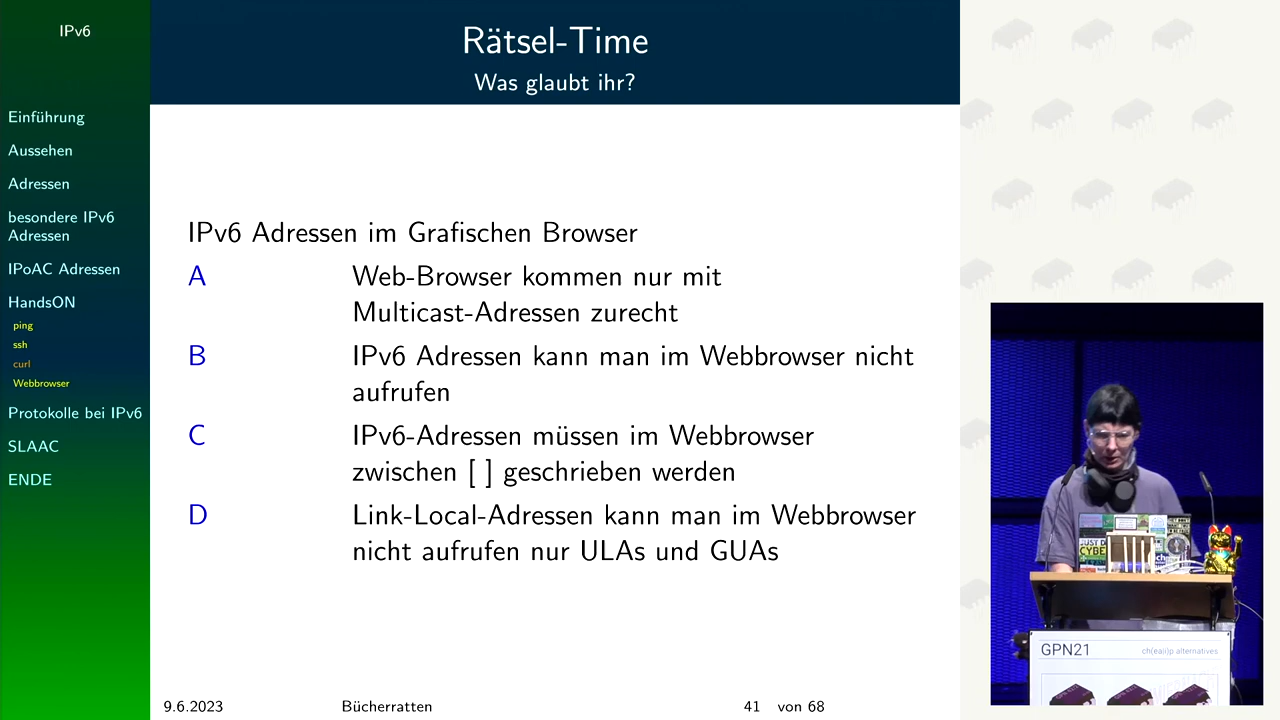 IPv6
Einführung
Aussehen
Adressen
besondere IPv6
Adressen
IPoAC Adressen
HandsON
ping
ssh
curl
Webbrowser
Protokolle bei IPv6
SLAAC
ENDE
Rätsel-Time
Was glaubt ihr?
IPv6 Adressen im Grafischen Browser
A Web-Browser kommen nur mit
Multicast-Adressen zurecht
B IPv6 Adressen kann man im Webbrowser nicht
aufrufen
C IPv6-Adressen müssen im Webbrowser
zwischen [ ] geschrieben werden
D Link-Local-Adressen kann man im Webbrowser
nicht aufrufen nur ULAs und GUAs
9.6.2023 Bücherratten 41 von 68
CYBER
GPN21 ch(ea/i)p alternatives